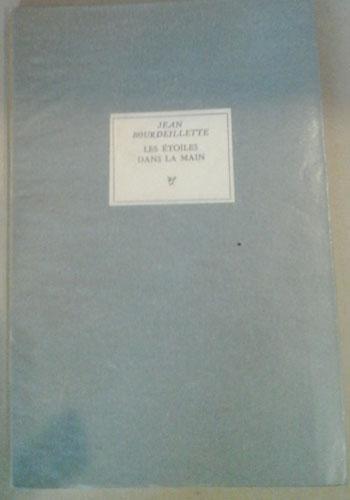 JEAN
BOURDEILLETTE
LES ÉTOILES
DANS LA MAIN